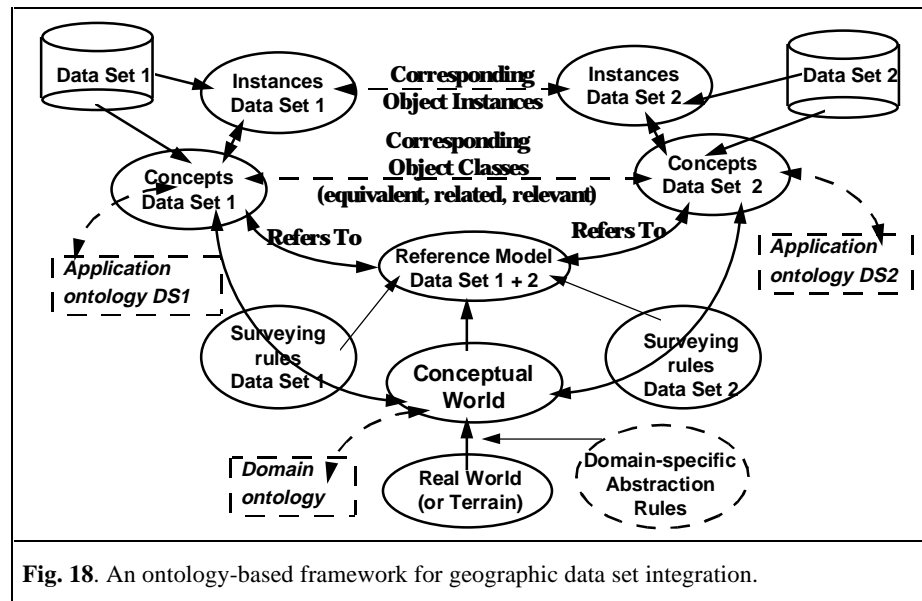 Data Set 1
Instances
Data Set 1
Corresponding
Object Instances
Instances
Data Set 2
Data Set 2
Concepts
Data Set 1
Corresponding
Object Classes
(equivalent, related, relevant)
Concepts
Data Set 2
Refers To
Refers To
Application
ontology DS1
Reference Model
Data Set 1 + 2
Application
ontology DS2
Surveying
rules
Data Set 1
Surveying
rules
Data Set 2
Conceptual
World
Domain
ontology
Real World
(or Terrain)
Domain-specific
Abstraction
Rules
Fig. 18. An ontology-based framework for geographic data set integration.